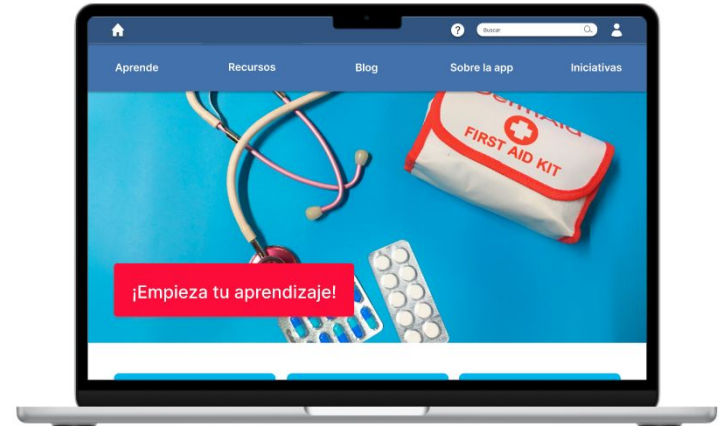 Buscar
Aprende Recursos Blog Sobre la app Iniciativas
FIRST AID KIT
¡Empieza tu aprendizaje!